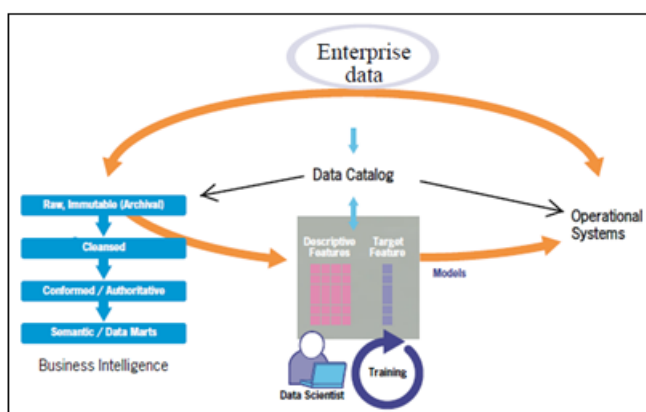 Enterprise
data
Data Catalog
Raw, Immutable (Archival)
Cleansed
Conformed / Authoritative
Semantic / Data Marts
Business Intelligence
Descriptive
Features
Target
Feature
Models
Operational
Systems
Data Scientist
Training